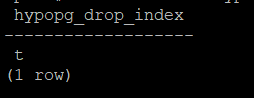 hypopg_drop_index
-------------------
t
(1 row)